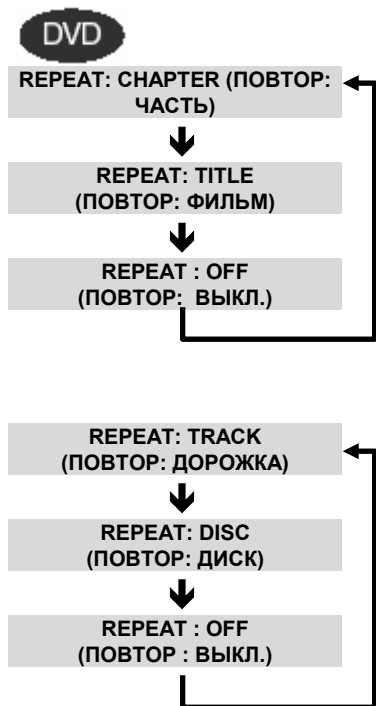 DVD
REPEAT: CHAPTER (ПОВТОР:
ЧАСТЬ)
REPEAT: TITLE
(ПОВТОР: ФИЛЬМ)
REPEAT : OFF
(ПОВТОР:  ВЫКЛ.)
REPEAT: TRACK
(ПОВТОР: ДОРОЖКА)
REPEAT: DISC
(ПОВТОР: ДИСК)
REPEAT : OFF
(ПОВТОР : ВЫКЛ.)